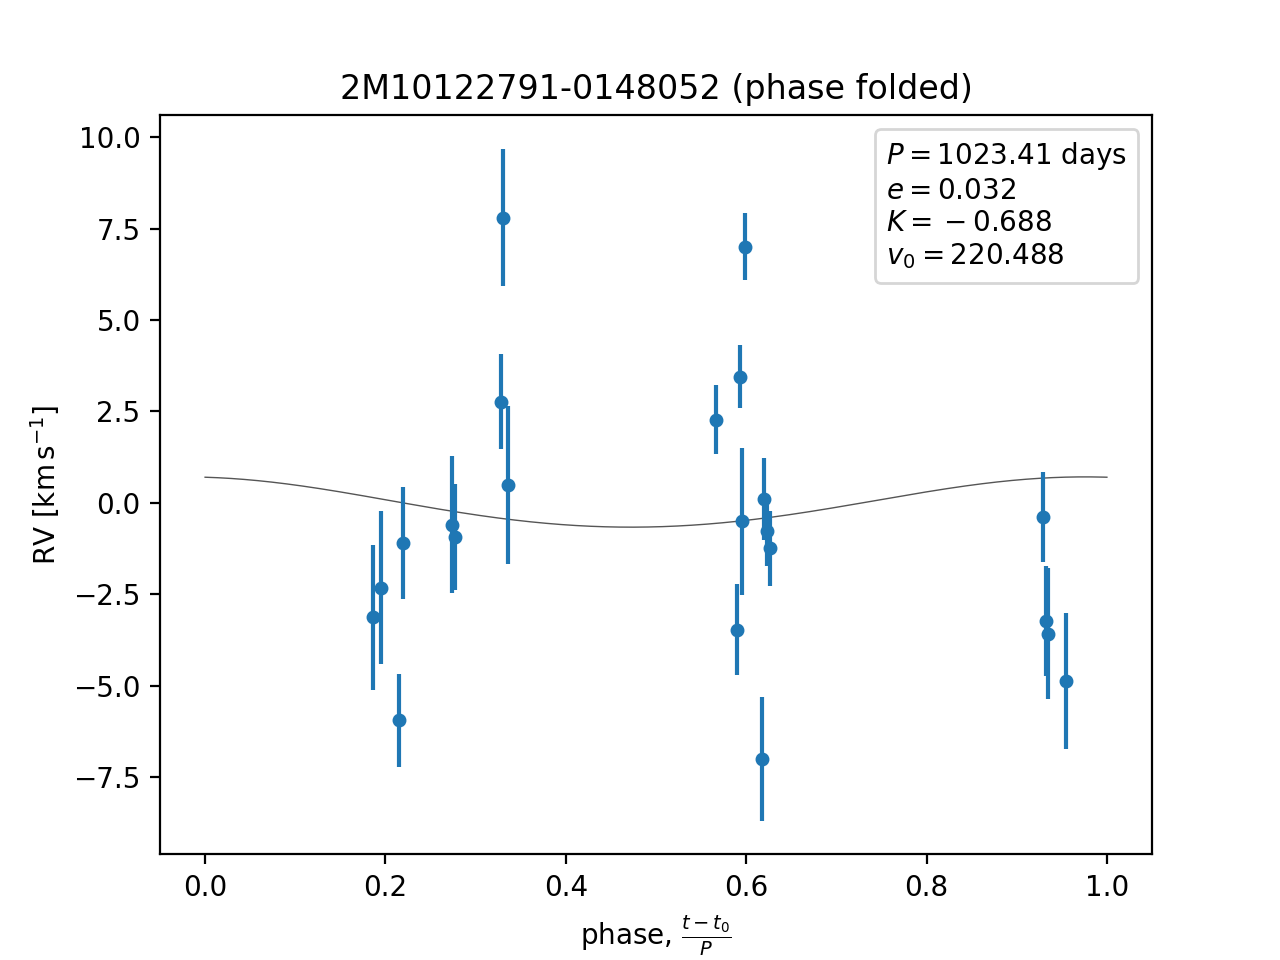 2M10122791-0148052 (phase folded)
P = 1023.41 days
e = 0.032
K = −0.688
v₀ = 220.488
10.0
7.5
5.0
2.5
0.0
−2.5
−5.0
−7.5
RV [km s⁻¹]
0.0 0.2 0.4 0.6 0.8 1.0
phase, (t − t₀)/P